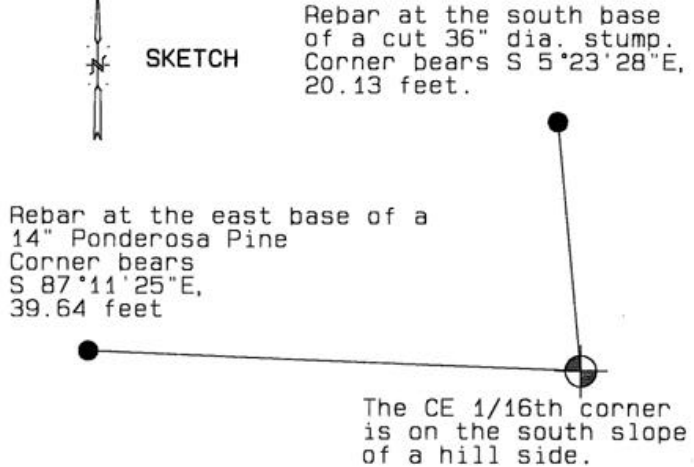 N
SKETCH
Rebar at the south base
of a cut 36" dia. stump.
Corner bears S 5°23'28"E,
20.13 feet.
Rebar at the east base of a
14" Ponderosa Pine
Corner bears
S 87°11'25"E,
39.64 feet
The CE 1/16th corner
is on the south slope
of a hill side.